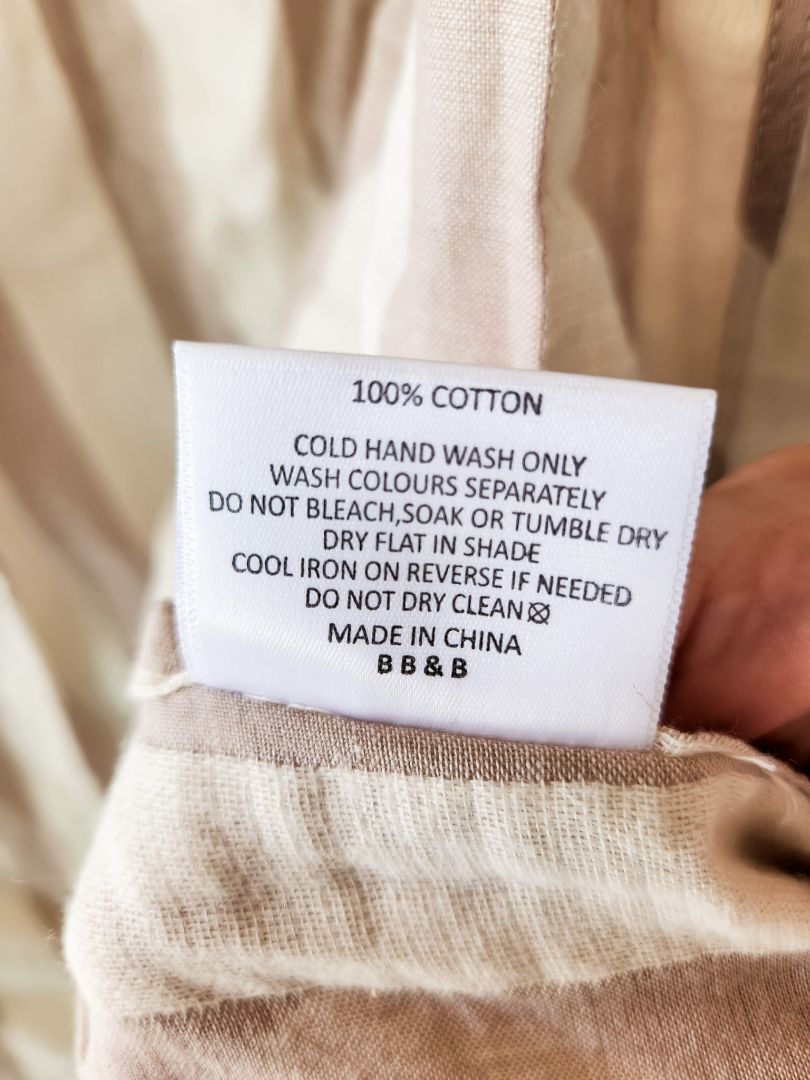 100% COTTON
COLD HAND WASH ONLY
WASH COLOURS SEPARATELY
DO NOT BLEACH,SOAK OR TUMBLE DRY
DRY FLAT IN SHADE
COOL IRON ON REVERSE IF NEEDED
DO NOT DRY CLEAN
MADE IN CHINA
B B & B